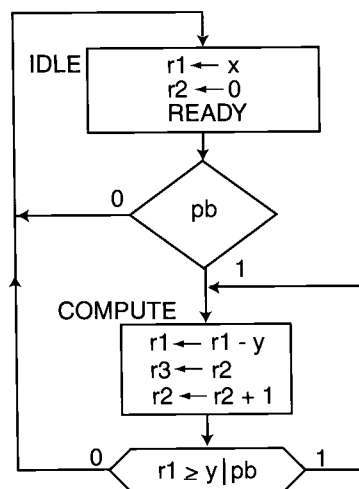 IDLE
r1 ← x
r2 ← 0
READY
0
pb
1
COMPUTE
r1 ← r1 - y
r3 ← r2
r2 ← r2 + 1
0
r1 ≥ y | pb
1